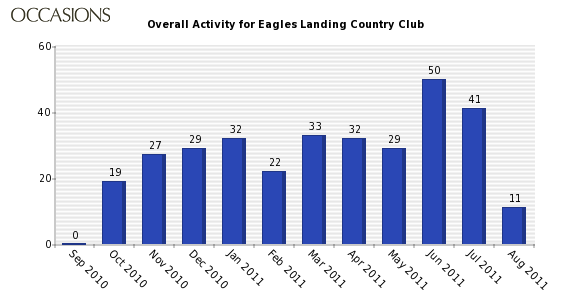 OCCASIONS
Overall Activity for Eagles Landing Country Club
60
40
20
0
0
19
27
29
32
22
33
32
29
50
41
11
Sep 2010
Oct 2010
Nov 2010
Dec 2010
Jan 2011
Feb 2011
Mar 2011
Apr 2011
May 2011
Jun 2011
Jul 2011
Aug 2011